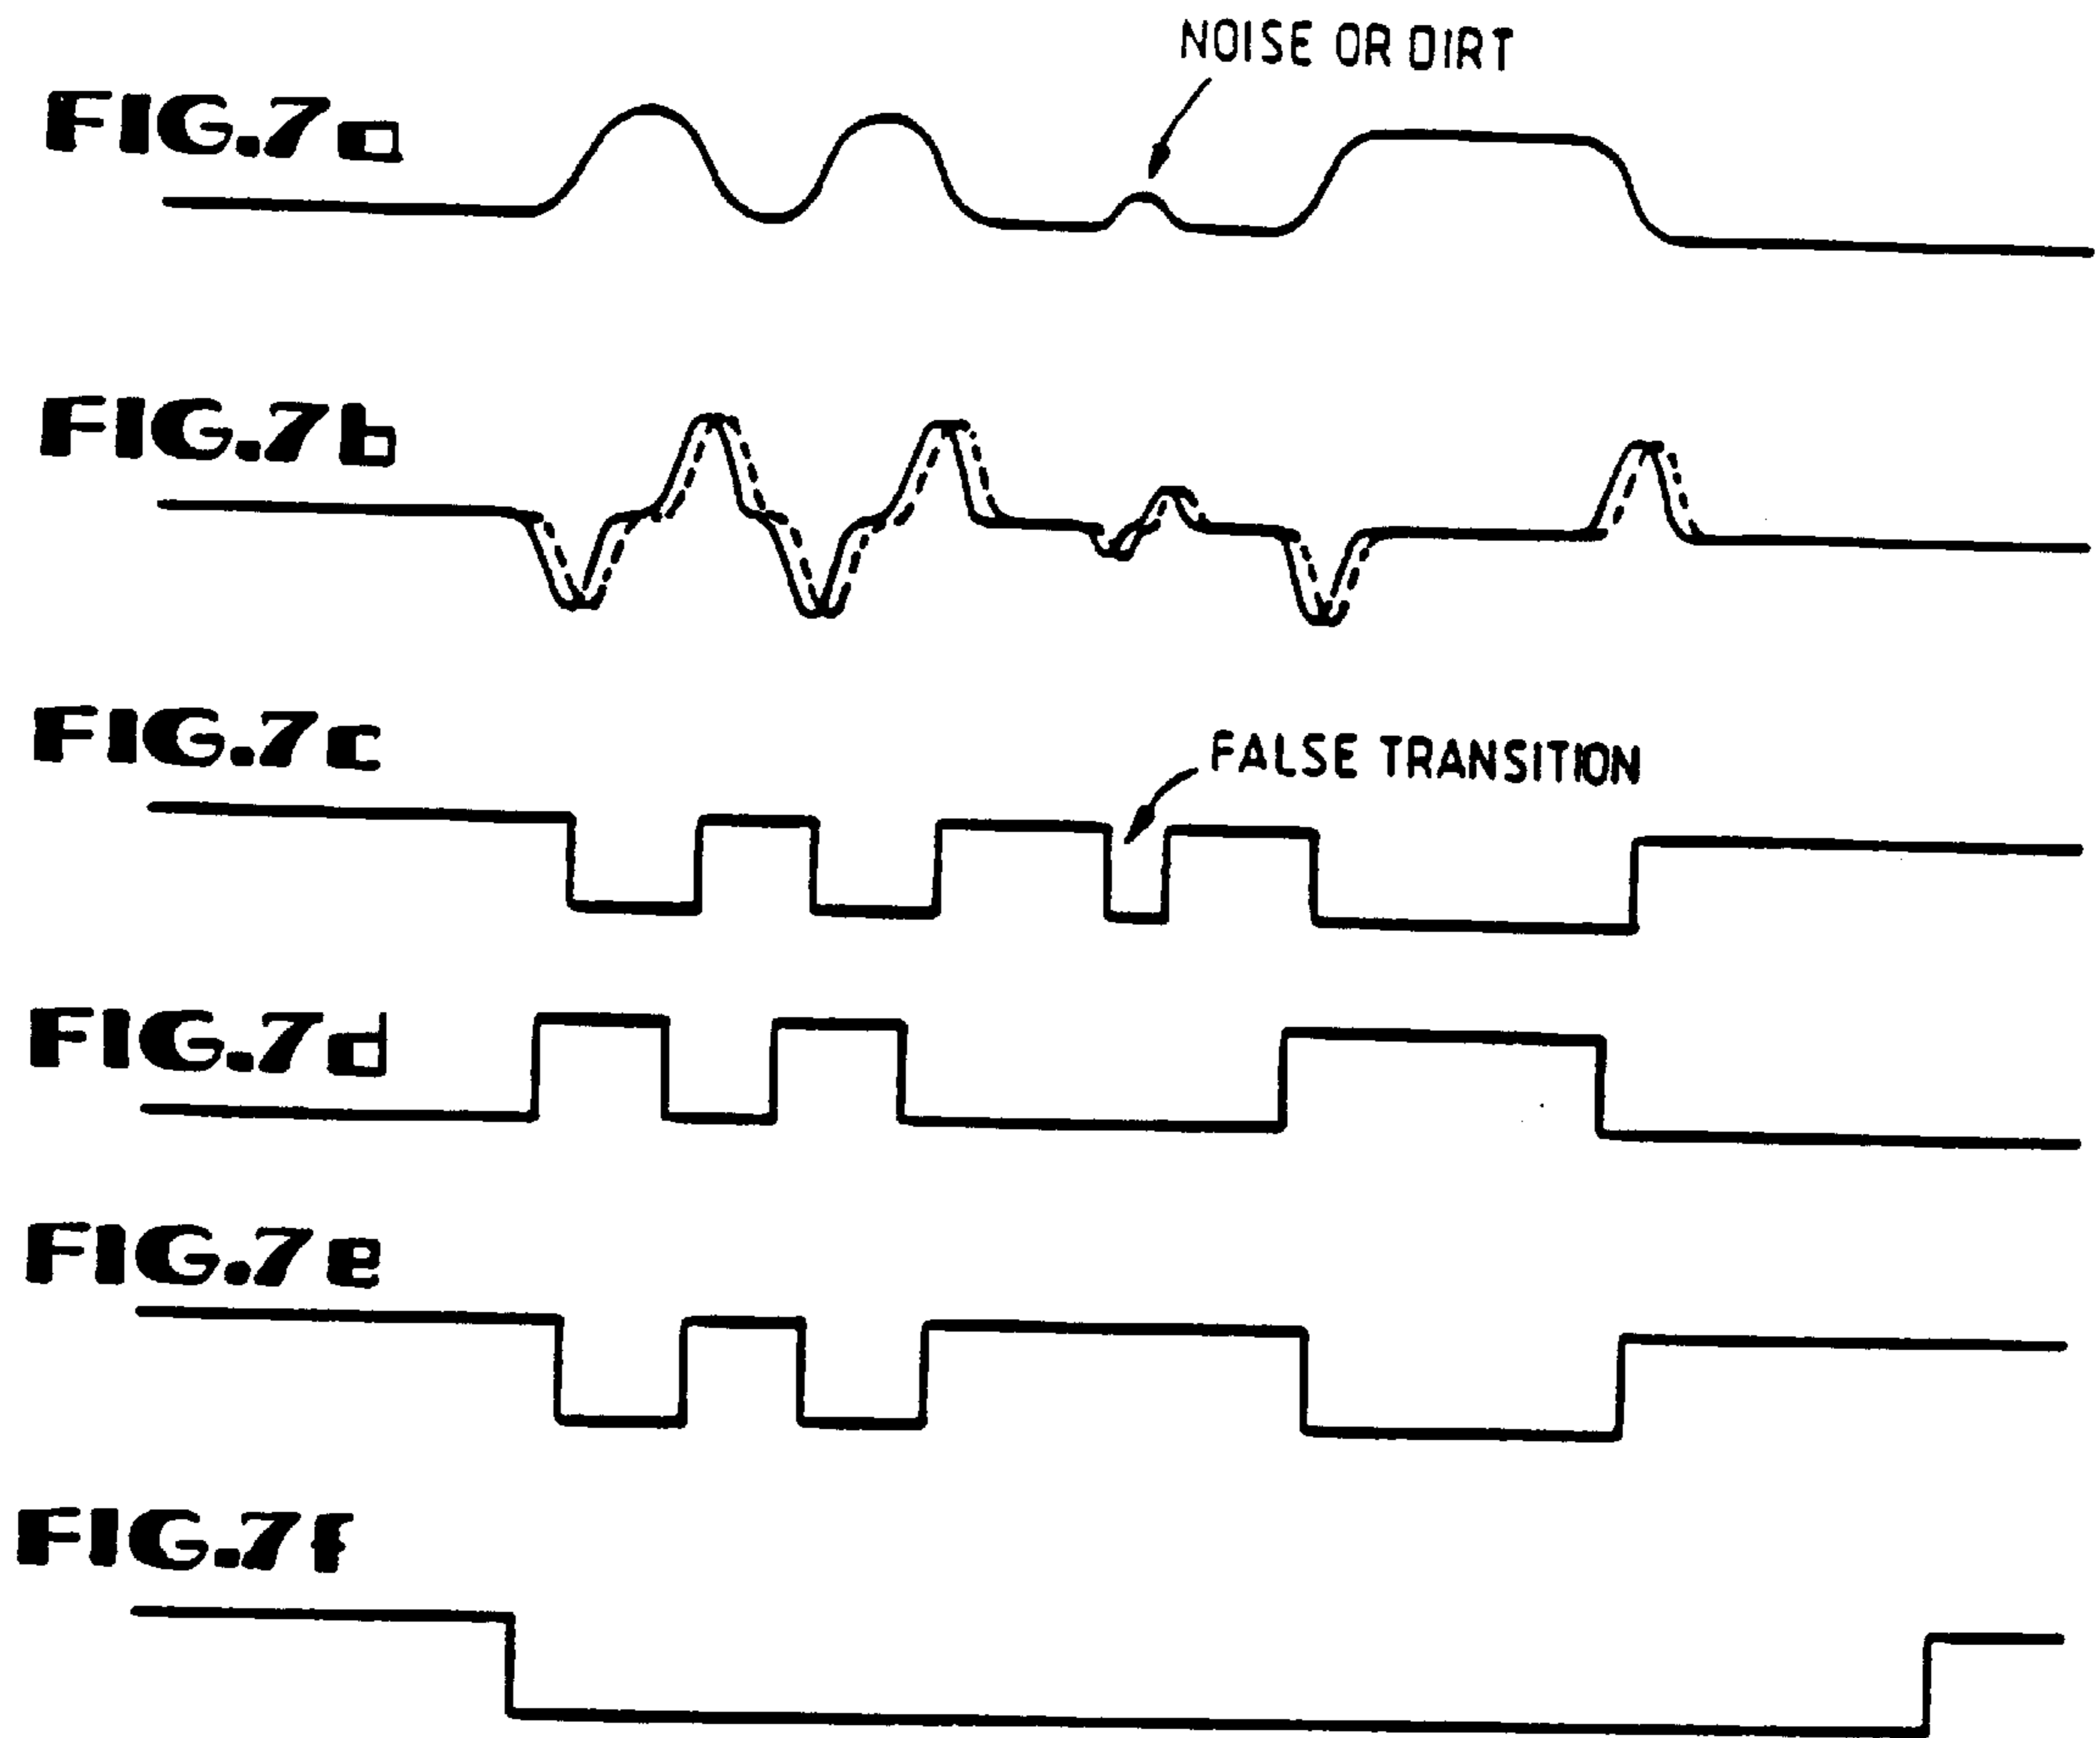 NOISE OR DIRT
FIG.7a
FIG.7b
FIG.7c
FALSE TRANSITION
FIG.7d
FIG.7e
FIG.7f